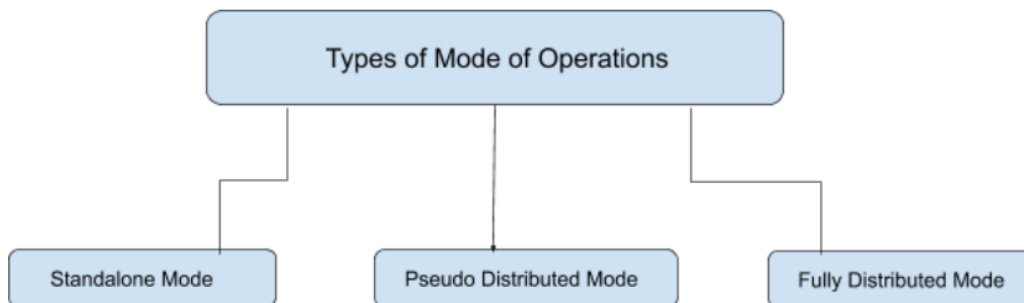 Types of Mode of Operations
Standalone Mode
Pseudo Distributed Mode
Fully Distributed Mode